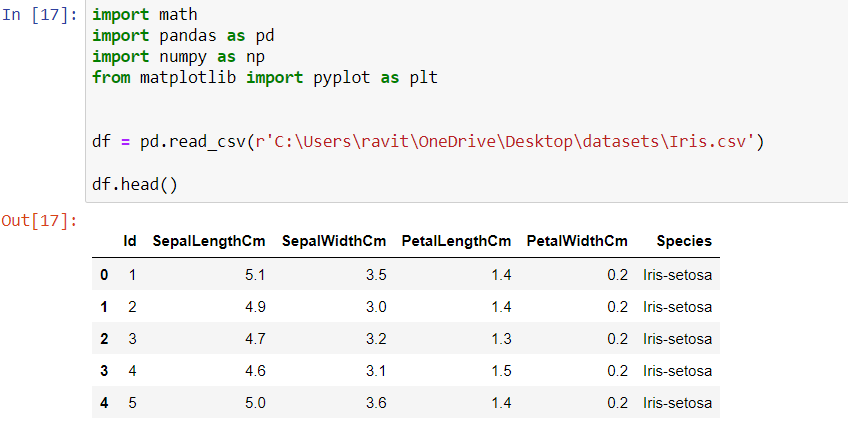 In [17]: import math
import pandas as pd
import numpy as np
from matplotlib import pyplot as plt
df = pd.read_csv(r'C:\Users\ravit\OneDrive\Desktop\datasets\Iris.csv')
df.head()
Out[17]:
Id SepalLengthCm SepalWidthCm PetalLengthCm PetalWidthCm Species
0 1 5.1 3.5 1.4 0.2 Iris-setosa
1 2 4.9 3.0 1.4 0.2 Iris-setosa
2 3 4.7 3.2 1.3 0.2 Iris-setosa
3 4 4.6 3.1 1.5 0.2 Iris-setosa
4 5 5.0 3.6 1.4 0.2 Iris-setosa